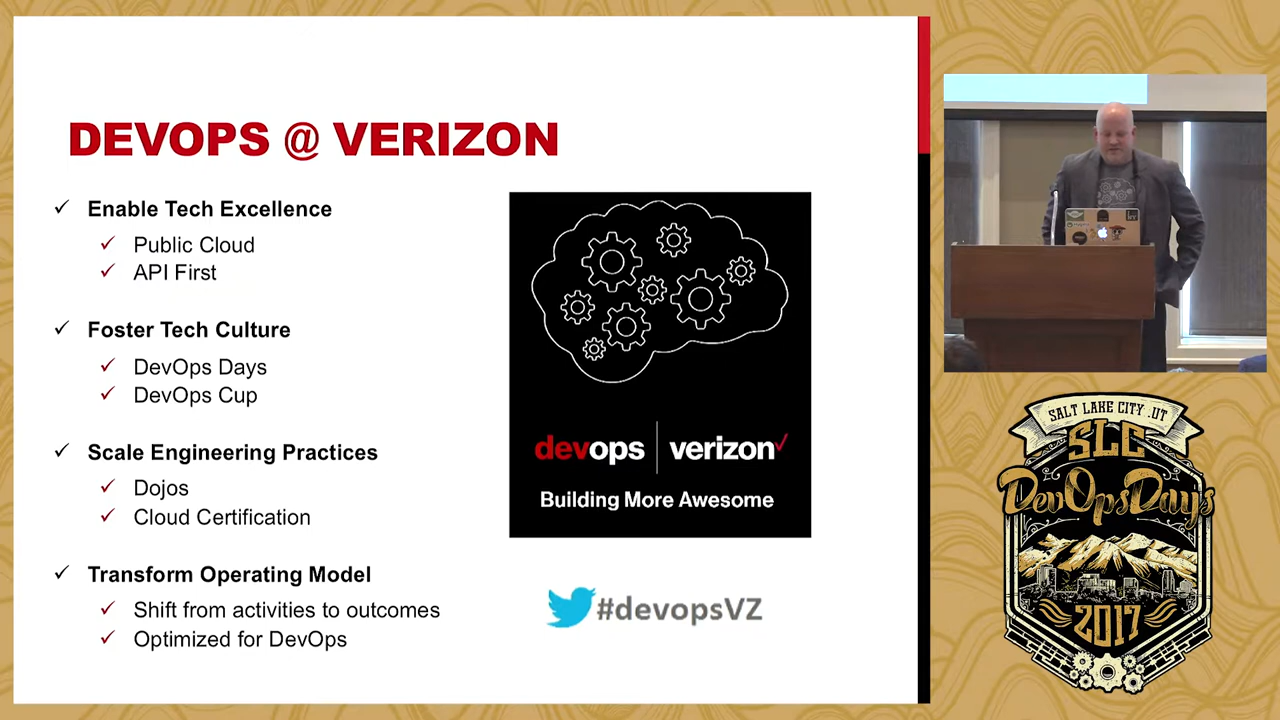 DEVOPS @ VERIZON
Enable Tech Excellence
Public Cloud
API First
Foster Tech Culture
DevOps Days
DevOps Cup
Scale Engineering Practices
Dojos
Cloud Certification
Transform Operating Model
Shift from activities to outcomes
Optimized for DevOps
devops | verizon
Building More Awesome
#devopsVZ
SALT LAKE CITY .UT
SLC
DevOpsDays
2017